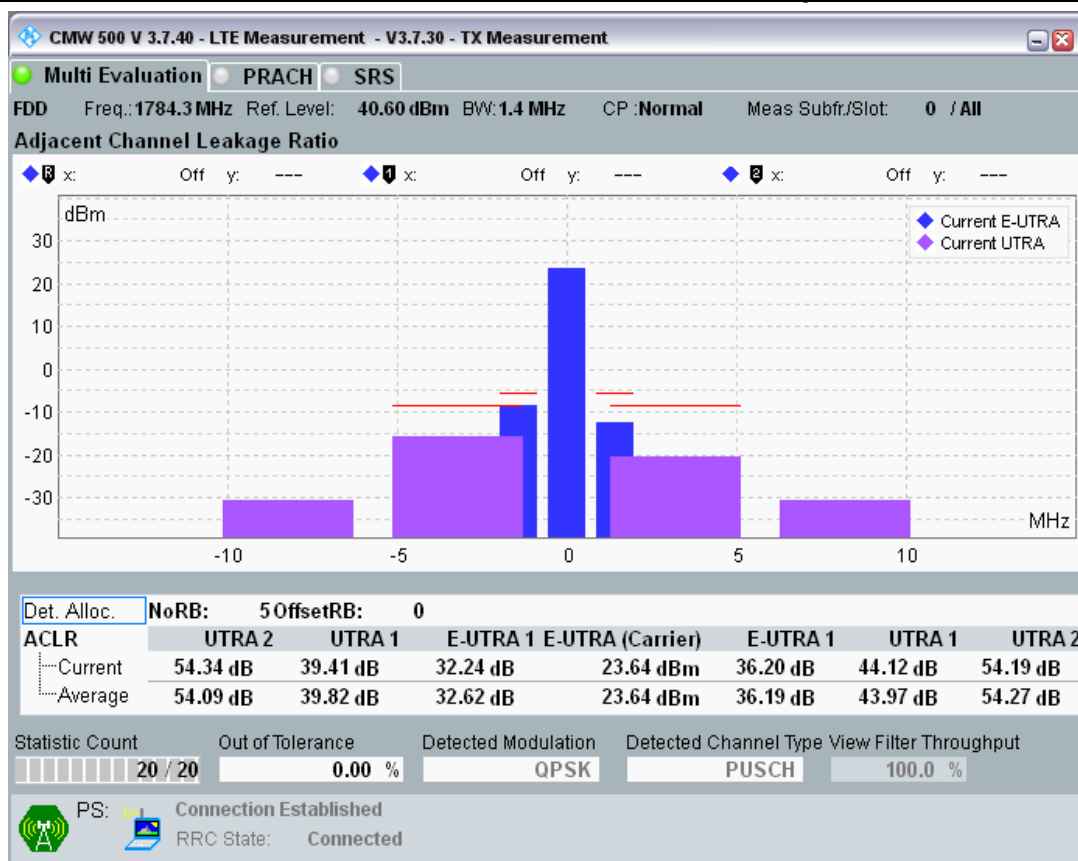 CMW 500 V 3.7.40 - LTE Measurement - V3.7.30 - TX Measurement
Multi Evaluation PRACH SRS
FDD Freq.:1784.3 MHz Ref. Level: 40.60 dBm BW:1.4 MHz CP :Normal Meas Subfr./Slot: 0 / All
Adjacent Channel Leakage Ratio
R x: Off y: --- 1 x: Off y: --- 2 x: Off y: ---
dBm
Current E-UTRA
Current UTRA
30
20
10
0
-10
-20
-30
MHz
-10 -5 0 5 10
Det. Alloc. NoRB: 5 OffsetRB: 0
ACLR UTRA 2 UTRA 1 E-UTRA 1 E-UTRA (Carrier) E-UTRA 1 UTRA 1 UTRA 2
Current 54.34 dB 39.41 dB 32.24 dB 23.64 dBm 36.20 dB 44.12 dB 54.19 dB
Average 54.09 dB 39.82 dB 32.62 dB 23.64 dBm 36.19 dB 43.97 dB 54.27 dB
Statistic Count Out of Tolerance Detected Modulation Detected Channel Type View Filter Throughput
20 / 20 0.00 % QPSK PUSCH 100.0 %
PS: Connection Established
RRC State: Connected